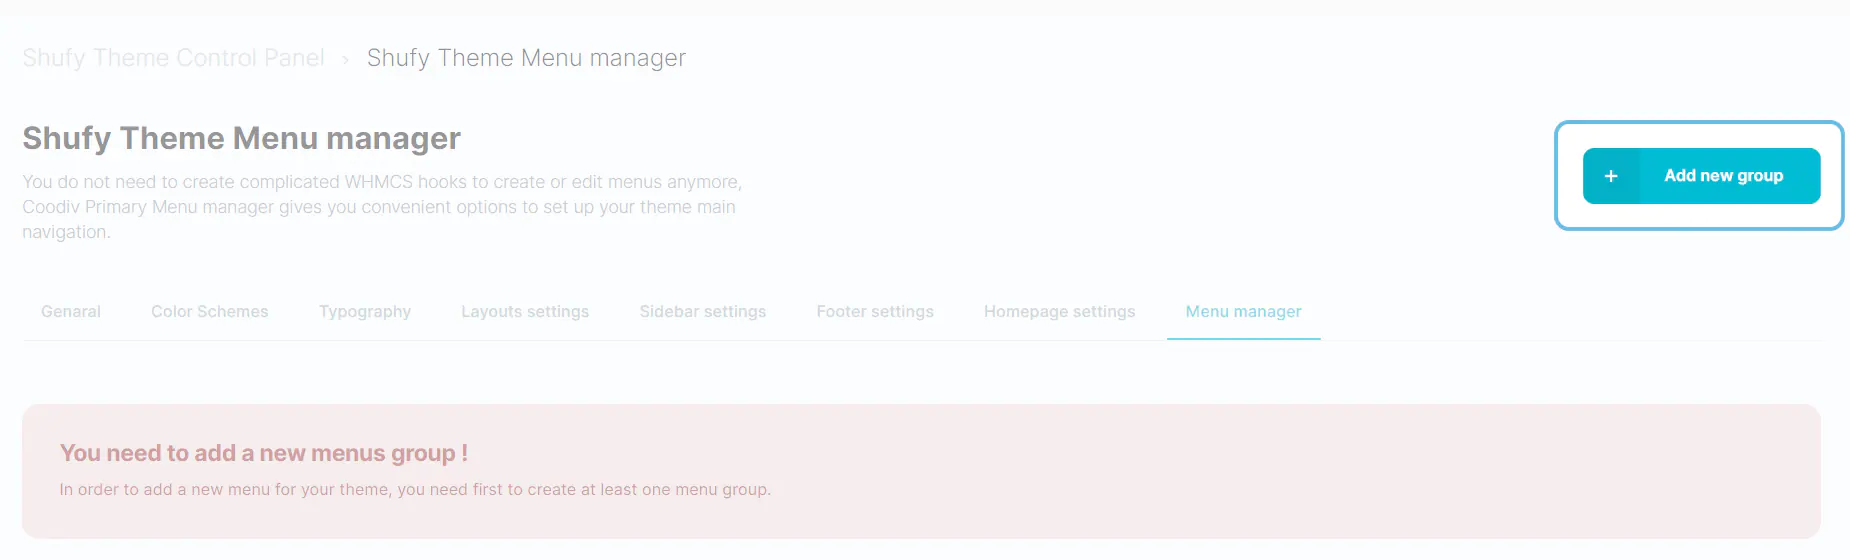 Shufy Theme Control Panel › Shufy Theme Menu manager
Shufy Theme Menu manager
You do not need to create complicated WHMCS hooks to create or edit menus anymore,
Coodiv Primary Menu manager gives you convenient options to set up your theme main
navigation.
+ Add new group
Genaral Color Schemes Typography Layouts settings Sidebar settings Footer settings Homepage settings Menu manager
You need to add a new menus group !
In order to add a new menu for your theme, you need first to create at least one menu group.